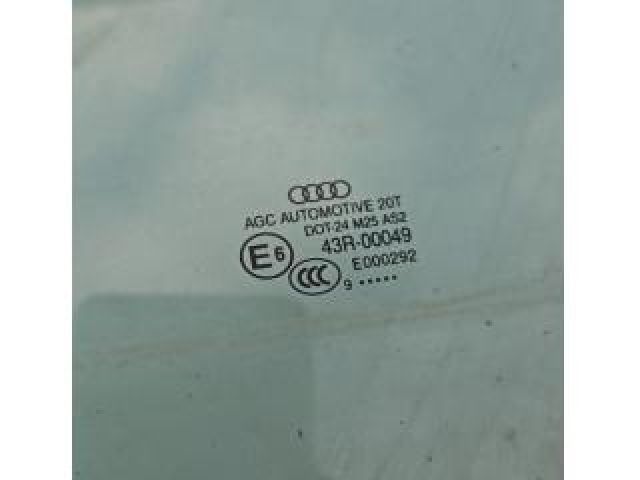 AGC AUTOMOTIVE 20T
DOT-24 M25 AS2
E6 43R-00049
CCC E000292
9 •••••